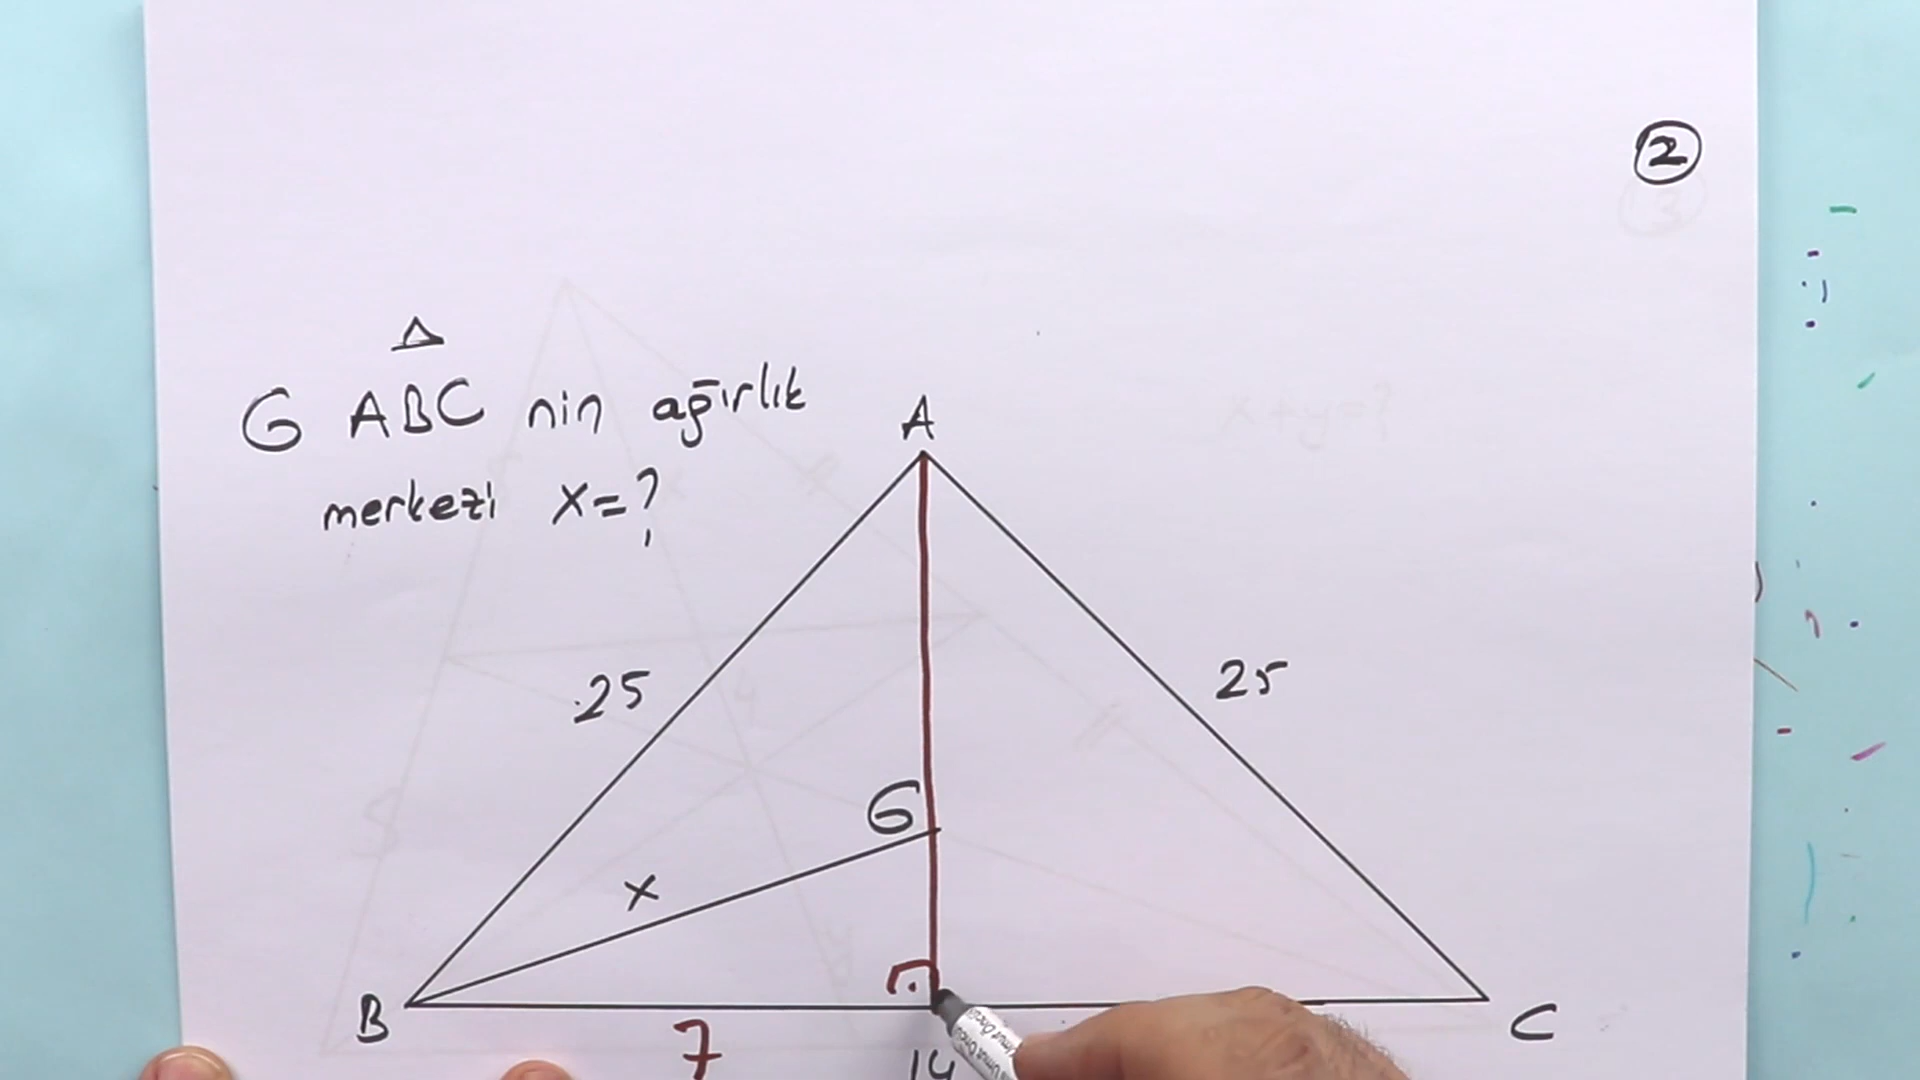 2
△
G ABC nin ağırlık
merkezi x=?
A
25
25
G
x
B
C
7
14
x+y=?